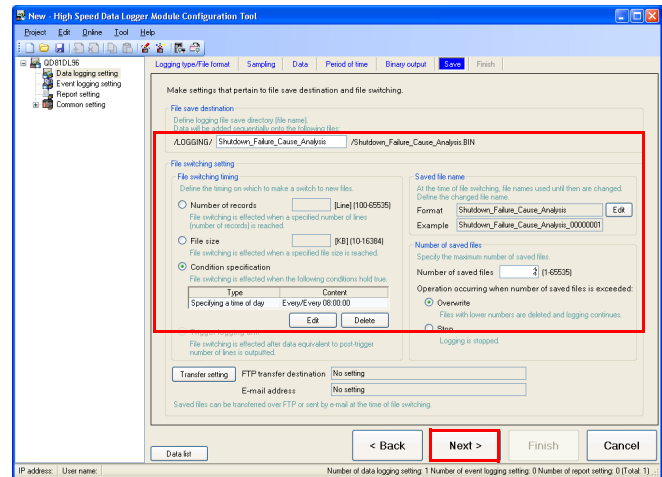 New - High Speed Data Logger Module Configuration Tool
Project Edit Online Tool Help
QD81DL96
Data logging setting
Event logging setting
Report setting
Common setting
Logging type/File format Sampling Data Period of time Binary output Save Finish
Make settings that pertain to file save destination and file switching.
File save destination
Define logging file save directory (file name).
Data will be added sequentially onto the following files:
/LOGGING/ Shutdown_Failure_Cause_Analysis /Shutdown_Failure_Cause_Analysis.BIN
File switching setting
File switching timing
Define the timing on which to make a switch to new files.
Number of records [Line] (100-65535)
File switching is effected when a specified number of lines
(number of records) is reached.
File size [KB] (10-16384)
File switching is effected when a specified file size is reached.
Condition specification
File switching is effected when the following conditions hold true.
Type Content
Specifying a time of day Every/Every 08:00:00
Edit Delete
File switching is effected after data equivalent to post-trigger
number of lines is outputted.
Saved file name
At the time of file switching, file names used until then are changed.
Define the changed file name.
Format Shutdown_Failure_Cause_Analysis Edit
Example Shutdown_Failure_Cause_Analysis_00000001
Number of saved files
Specify the maximum number of saved files.
Number of saved files (1-65535)
Operation occurring when number of saved files is exceeded:
Overwrite
Files with lower numbers are deleted and logging continues.
Stop
Logging is stopped.
Transfer setting FTP transfer destination No setting
E-mail address No setting
Saved files can be transferred over FTP or sent by e-mail at the time of file switching.
Data list < Back Next > Finish Cancel
IP address: User name: Number of data logging setting: 1 Number of event logging setting: 0 Number of report setting: 0 (Total: 1)